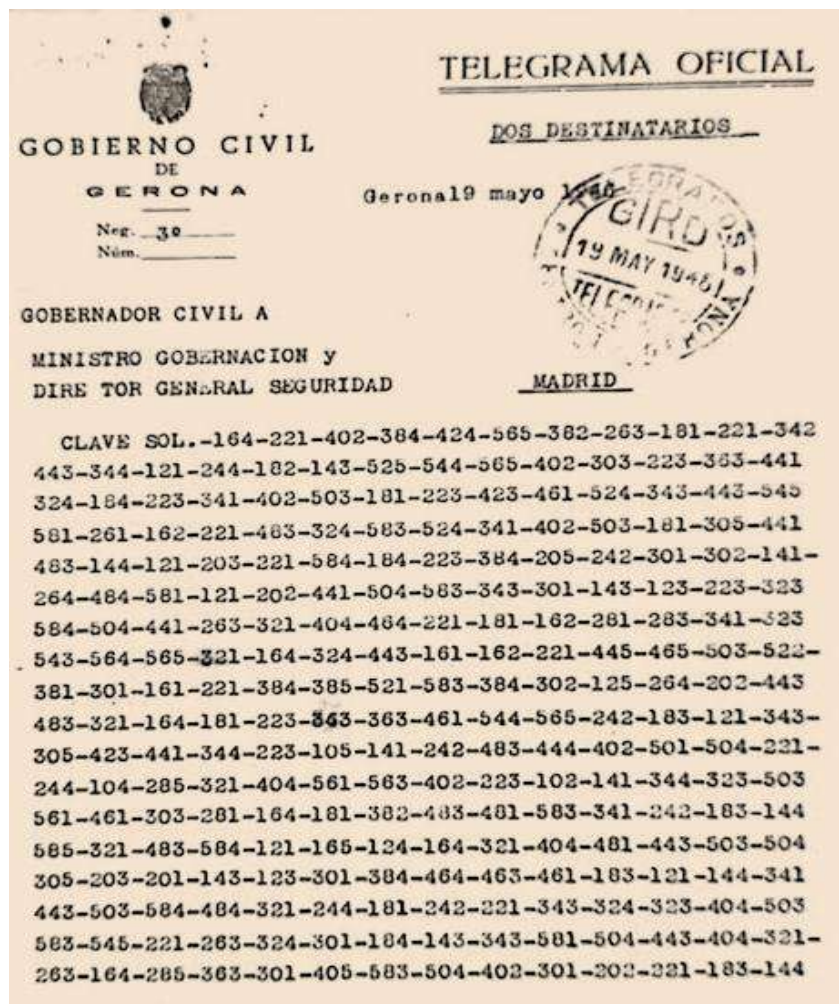 TELEGRAMA OFICIAL
DOS DESTINATARIOS
GOBIERNO CIVIL
DE
GERONA
Neg. 30
Núm.
Gerona19 mayo
TELEGRAFOS
GIRO
19 MAY 1948
GOBERNADOR CIVIL A
MINISTRO GOBERNACION y
DIRE TOR GENERAL SEGURIDAD
MADRID
CLAVE SOL.-164-221-402-384-424-565-382-263-181-221-342
443-344-121-244-182-143-525-544-565-402-303-223-363-441
324-184-223-341-402-503-181-223-423-461-524-343-443-545
581-261-162-221-483-324-583-524-341-402-503-181-305-441
483-144-121-203-221-584-184-223-384-205-242-301-302-141-
264-484-581-121-202-441-504-583-343-301-143-123-223-323
584-504-441-263-321-404-464-221-181-162-281-283-341-323
543-564-565-321-164-324-443-161-162-221-445-465-503-522-
381-301-161-221-384-385-521-583-384-302-125-264-202-443
483-321-164-181-223-363-363-461-544-565-242-183-121-343-
305-423-441-344-223-105-141-242-483-444-402-501-504-221-
244-104-285-321-404-561-563-402-223-102-141-344-323-503
561-461-303-281-164-181-382-483-481-583-341-242-183-144
585-321-483-584-121-165-124-164-321-404-481-443-503-504
305-203-201-143-123-301-384-464-463-461-183-121-144-341
443-503-584-484-321-244-181-242-221-343-324-323-404-503
583-545-221-263-324-301-184-143-343-581-504-443-404-321-
263-164-285-363-301-405-583-504-402-301-202-221-183-144